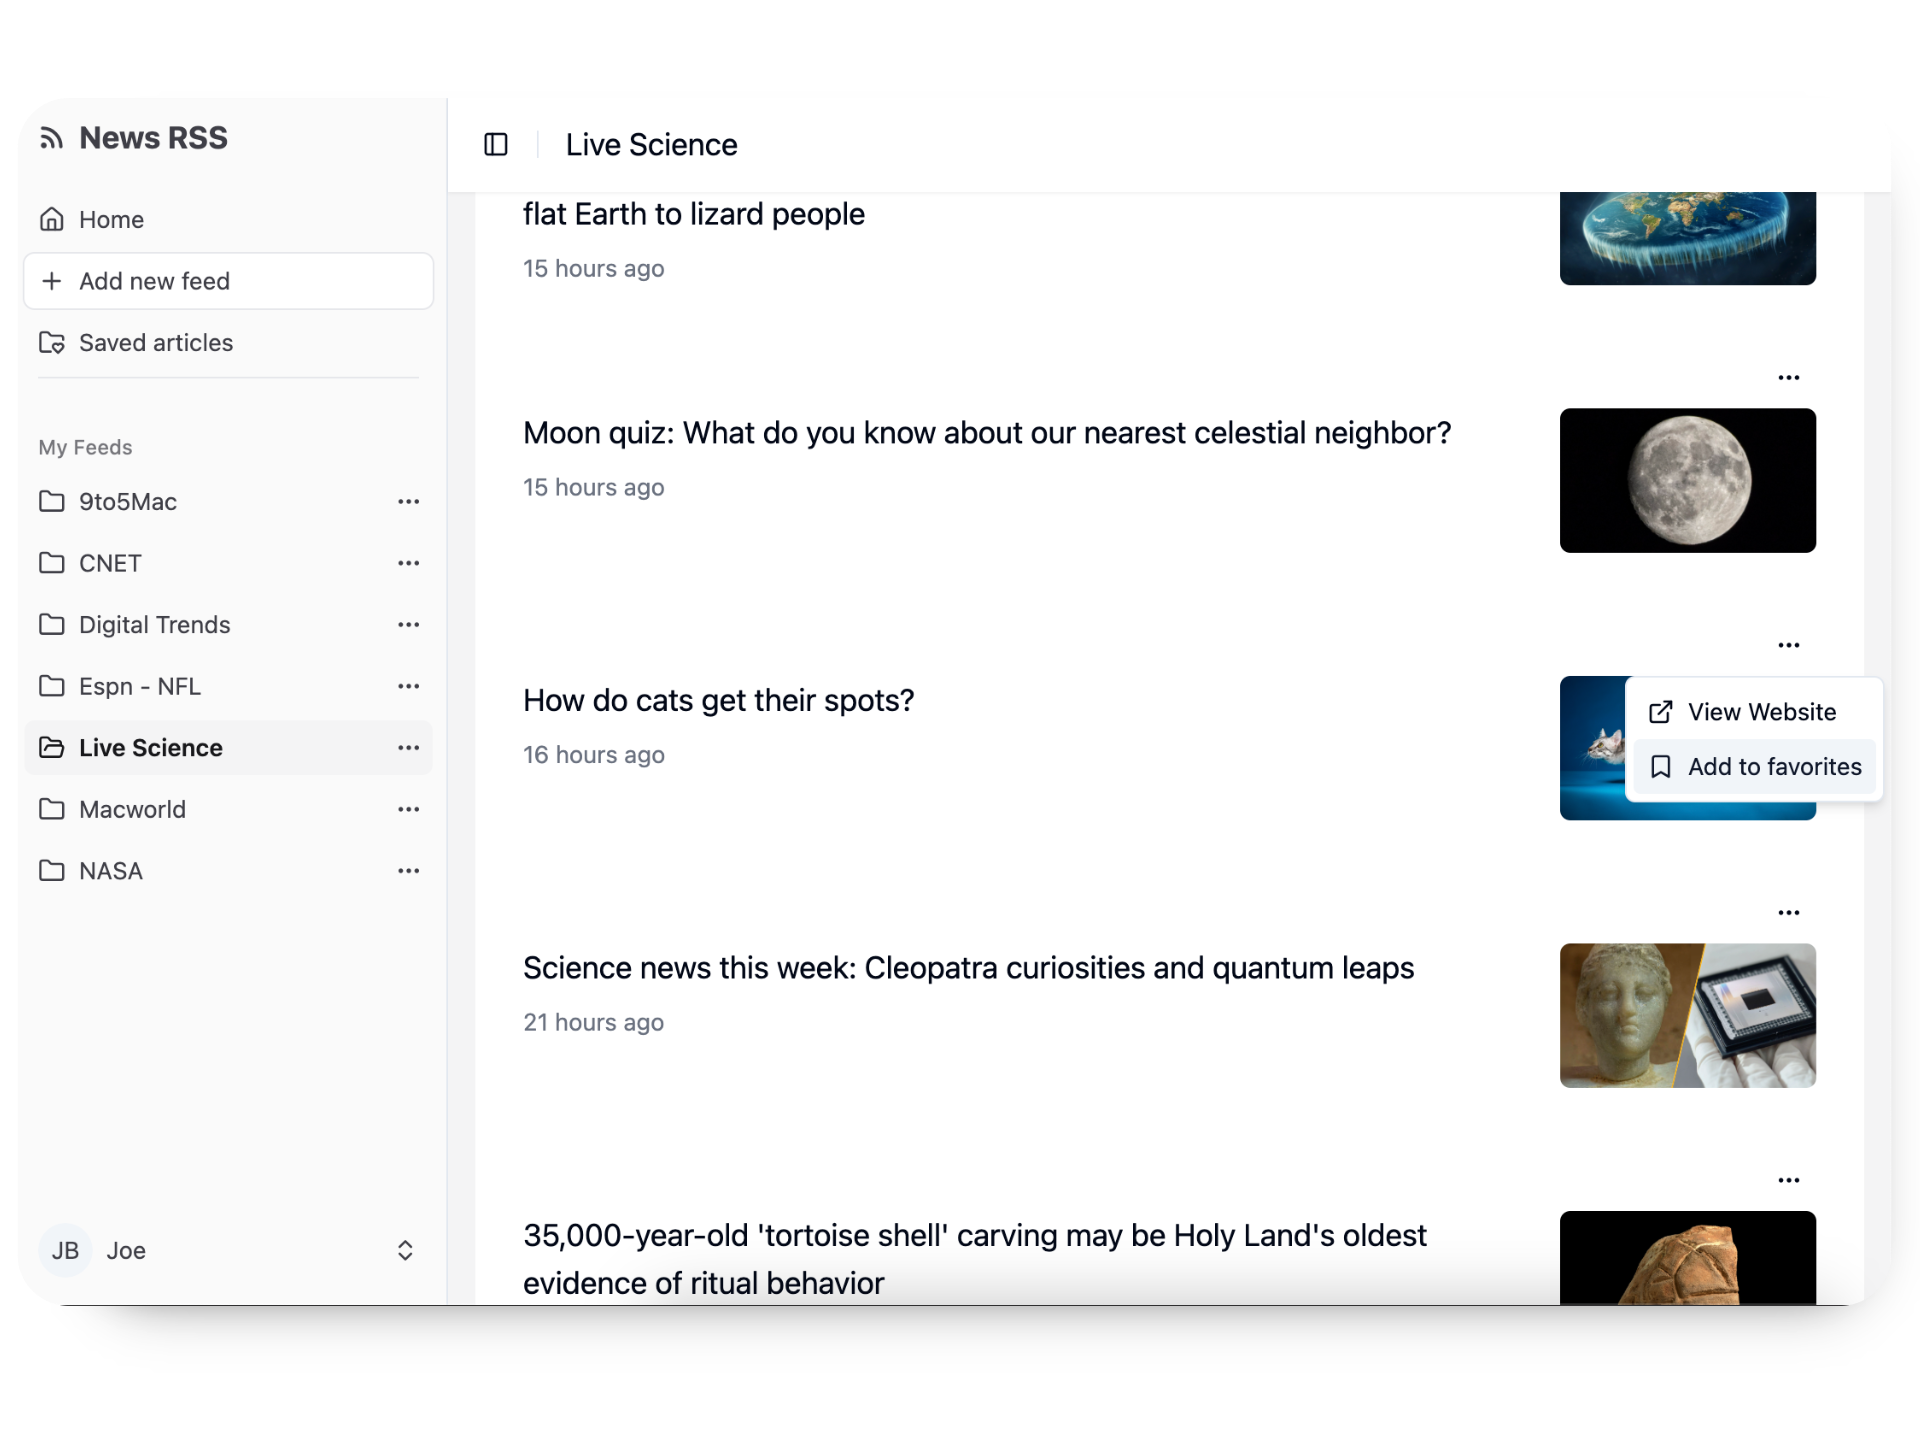 News RSS
Home
Add new feed
Saved articles
My Feeds
9to5Mac
CNET
Digital Trends
Espn - NFL
Live Science
Macworld
NASA
JB Joe
Live Science
flat Earth to lizard people
15 hours ago
Moon quiz: What do you know about our nearest celestial neighbor?
15 hours ago
How do cats get their spots?
16 hours ago
View Website
Add to favorites
Science news this week: Cleopatra curiosities and quantum leaps
21 hours ago
35,000-year-old 'tortoise shell' carving may be Holy Land's oldest
evidence of ritual behavior